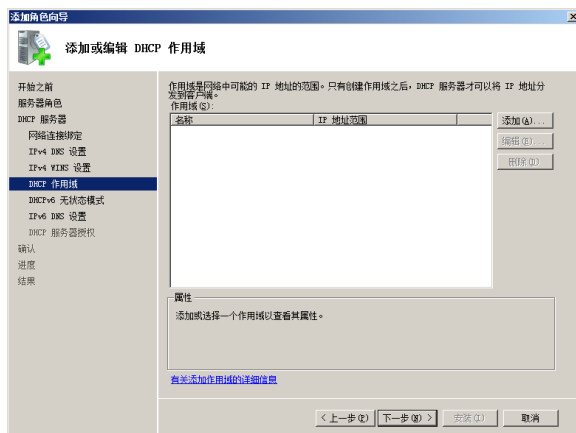 添加角色向导
添加或编辑 DHCP 作用域
开始之前
服务器角色
DHCP 服务器
网络连接绑定
IPv4 DNS 设置
IPv4 WINS 设置
DHCP 作用域
DHCPv6 无状态模式
IPv6 DNS 设置
DHCP 服务器授权
确认
进度
结果
作用域是网络中可能的 IP 地址的范围。只有创建作用域之后，DHCP 服务器才可以将 IP 地址分
发到客户端。
作用域(S):
名称 IP 地址范围
添加(A)...
编辑(E)...
删除(D)
属性
添加或选择一个作用域以查看其属性。
有关添加作用域的详细信息
< 上一步(P) 下一步(N) > 安装(I) 取消